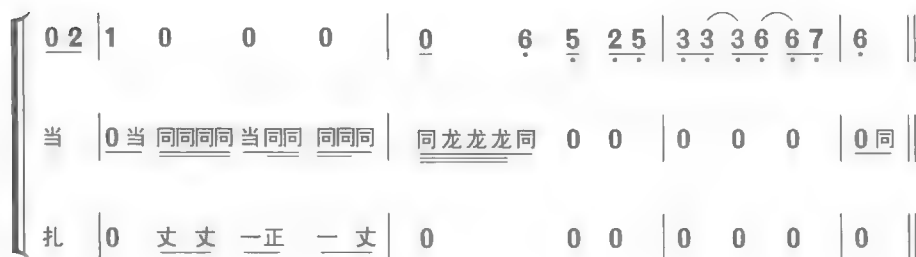 0 2 | 1 0 0 0 | 0 6 5 2 5 | 3 3 3 6 6 7 | 6 ||
当 | 0 当 同同同同 当同同 同同同 | 同龙龙龙同 0 0 | 0 0 0 | 0 同 ||
扎 | 0 丈 丈 一正 一 丈 | 0 0 0 | 0 0 0 | 0 ||